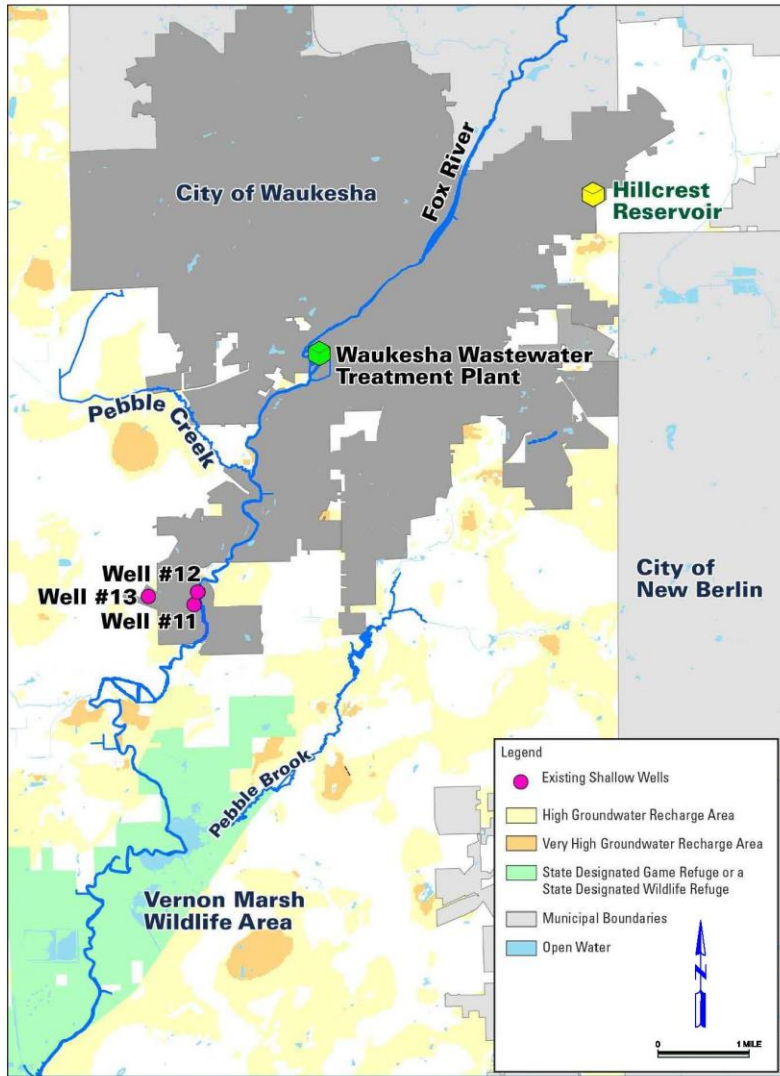 City of Waukesha
Fox River
Hillcrest
Reservoir
Waukesha Wastewater
Treatment Plant
Pebble Creek
City of
New Berlin
Well #12
Well #13
Well #11
Pebble Brook
Vernon Marsh
Wildlife Area
Legend
Existing Shallow Wells
High Groundwater Recharge Area
Very High Groundwater Recharge Area
State Designated Game Refuge or a
State Designated Wildlife Refuge
Municipal Boundaries
Open Water
N
0 1 MILE